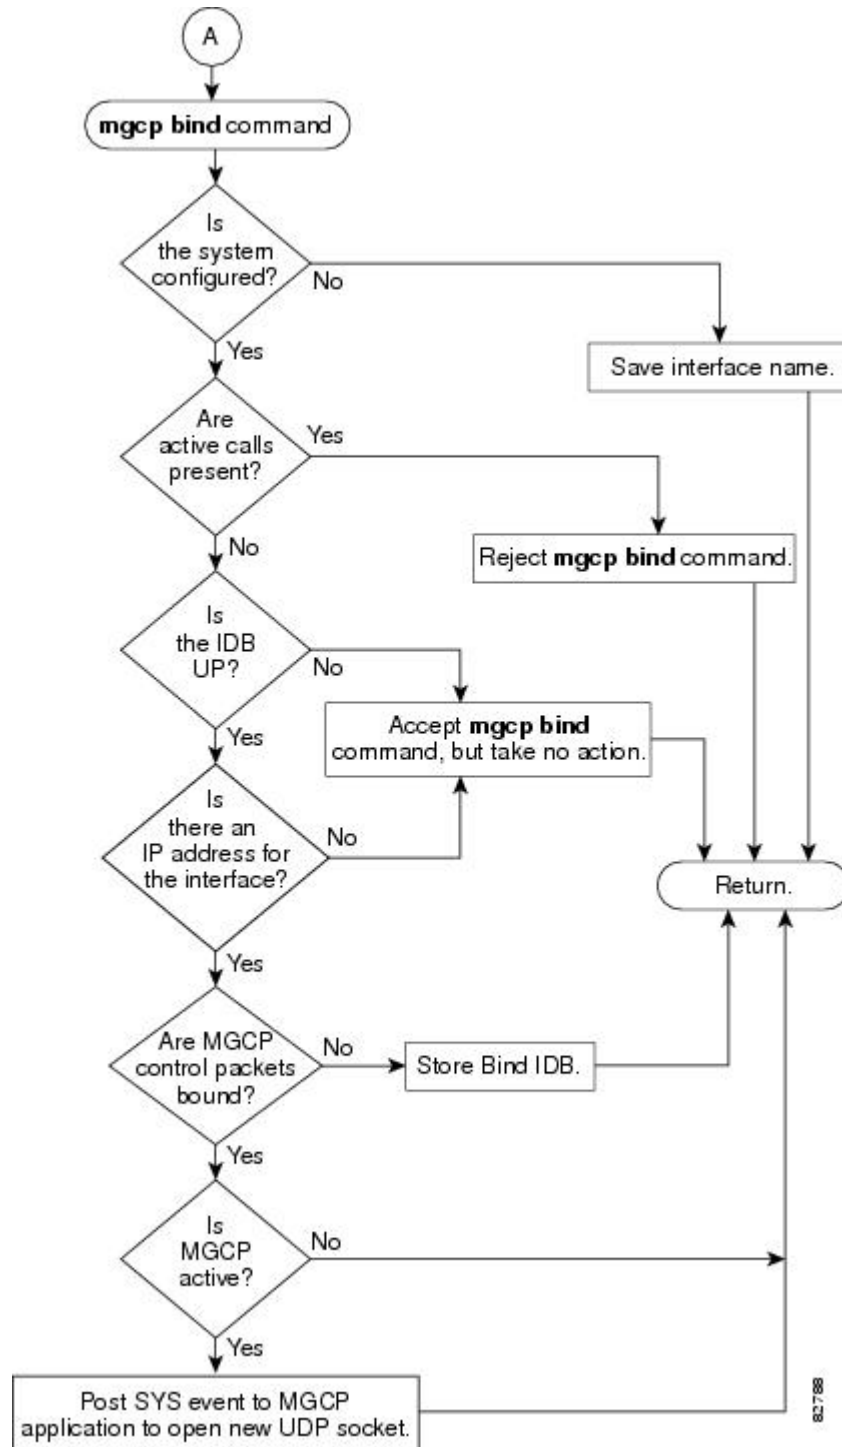 A
mgcp bind command
Is
the system
configured?
No
Yes
Save interface name.
Are
active calls
present?
Yes
No
Reject mgcp bind command.
Is
the IDB
UP?
No
Yes
Accept mgcp bind
command, but take no action.
Is
there an
IP address for
the interface?
No
Yes
Return.
Are MGCP
control packets
bound?
No
Store Bind IDB.
Yes
Is
MGCP
active?
No
Yes
Post SYS event to MGCP
application to open new UDP socket.
82788